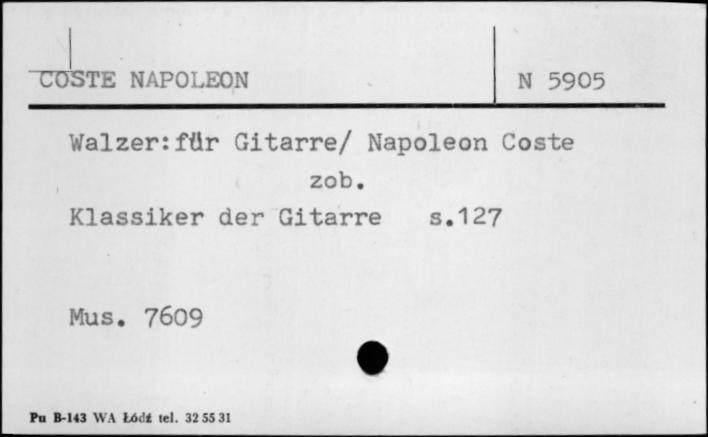 COSTE NAPOLEON N 5905
Walzer:für Gitarre/ Napoleon Coste
zob.
Klassiker der Gitarre s.127
Mus. 7609
Pu B-143 WA Łódź tel. 32 55 31